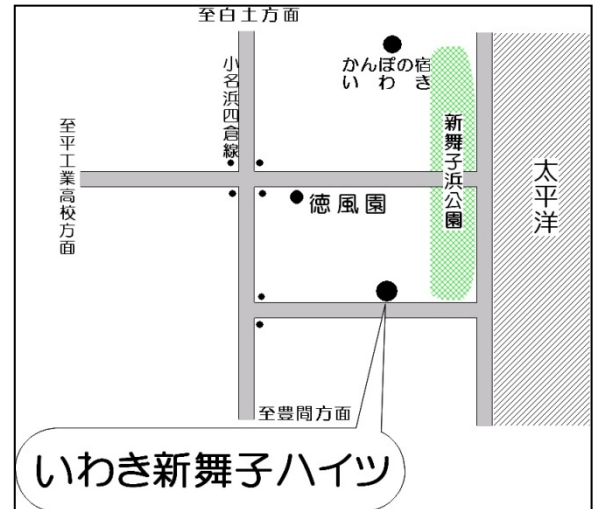 至白土方面
小名浜四倉線
かんぽの宿
いわき
至平工業高校方面
新舞子浜公園
太平洋
徳風園
至豊間方面
いわき新舞子ハイツ